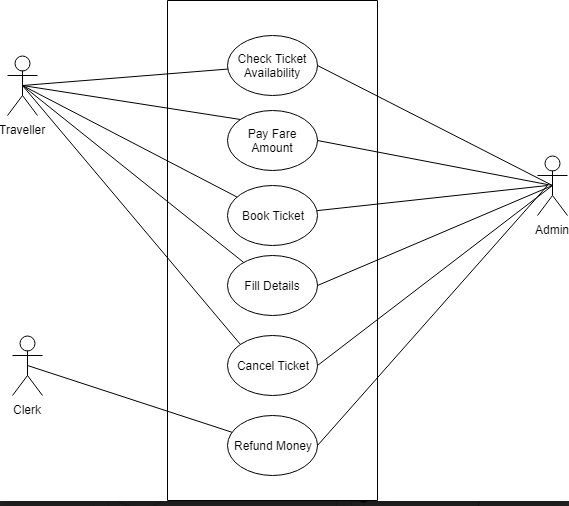 Check Ticket
Availability
Traveller
Pay Fare
Amount
Book Ticket
Admin
Fill Details
Cancel Ticket
Clerk
Refund Money